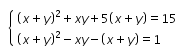 (x + y)² + xy + 5(x + y) = 15
(x + y)² − xy − (x + y) = 1